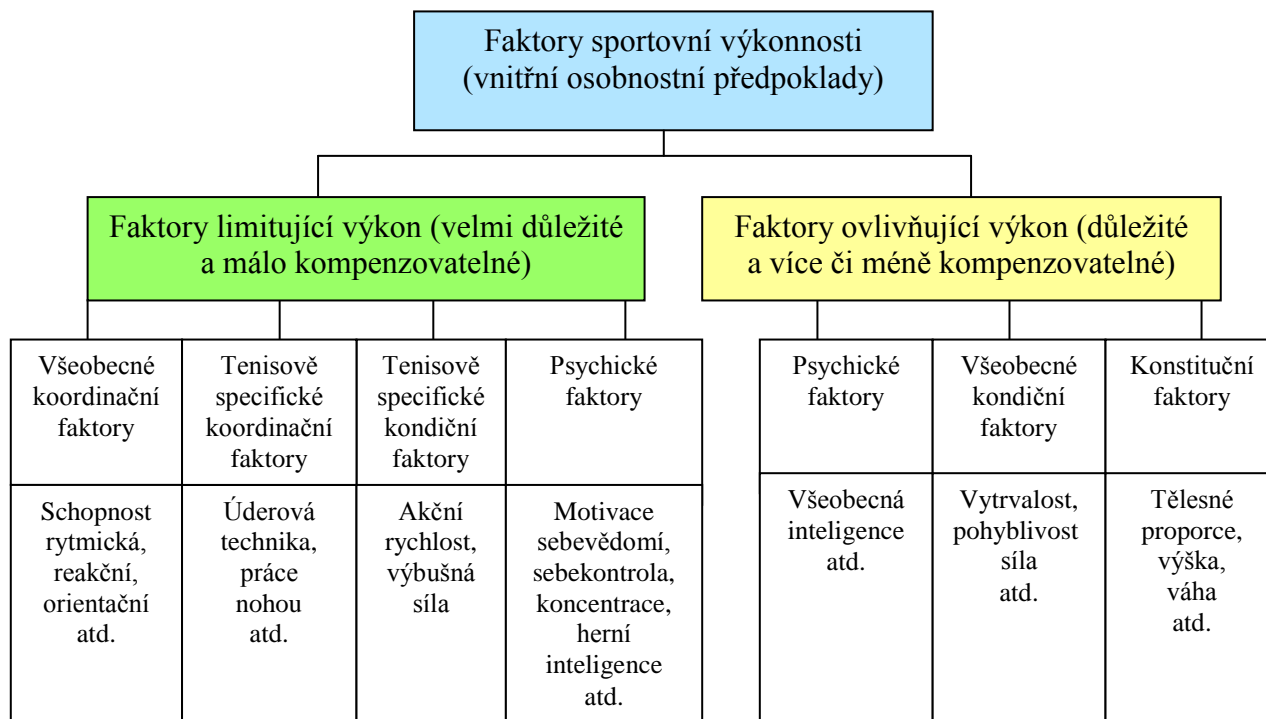 Faktory sportovní výkonnosti
(vnitřní osobnostní předpoklady)
Faktory limitující výkon (velmi důležité
a málo kompenzovatelné)
Faktory ovlivňující výkon (důležité
a více či méně kompenzovatelné)
Všeobecné
koordinační
faktory
Tenisově
specifické
koordinační
faktory
Tenisově
specifické
kondiční
faktory
Psychické
faktory
Psychické
faktory
Všeobecné
kondiční
faktory
Konstituční
faktory
Schopnost
rytmická,
reakční,
orientační
atd.
Úderová
technika,
práce
nohou
atd.
Akční
rychlost,
výbušná
síla
Motivace
sebevědomí,
sebekontrola,
koncentrace,
herní
inteligence
atd.
Všeobecná
inteligence
atd.
Vytrvalost,
pohyblivost
síla
atd.
Tělesné
proporce,
výška,
váha
atd.